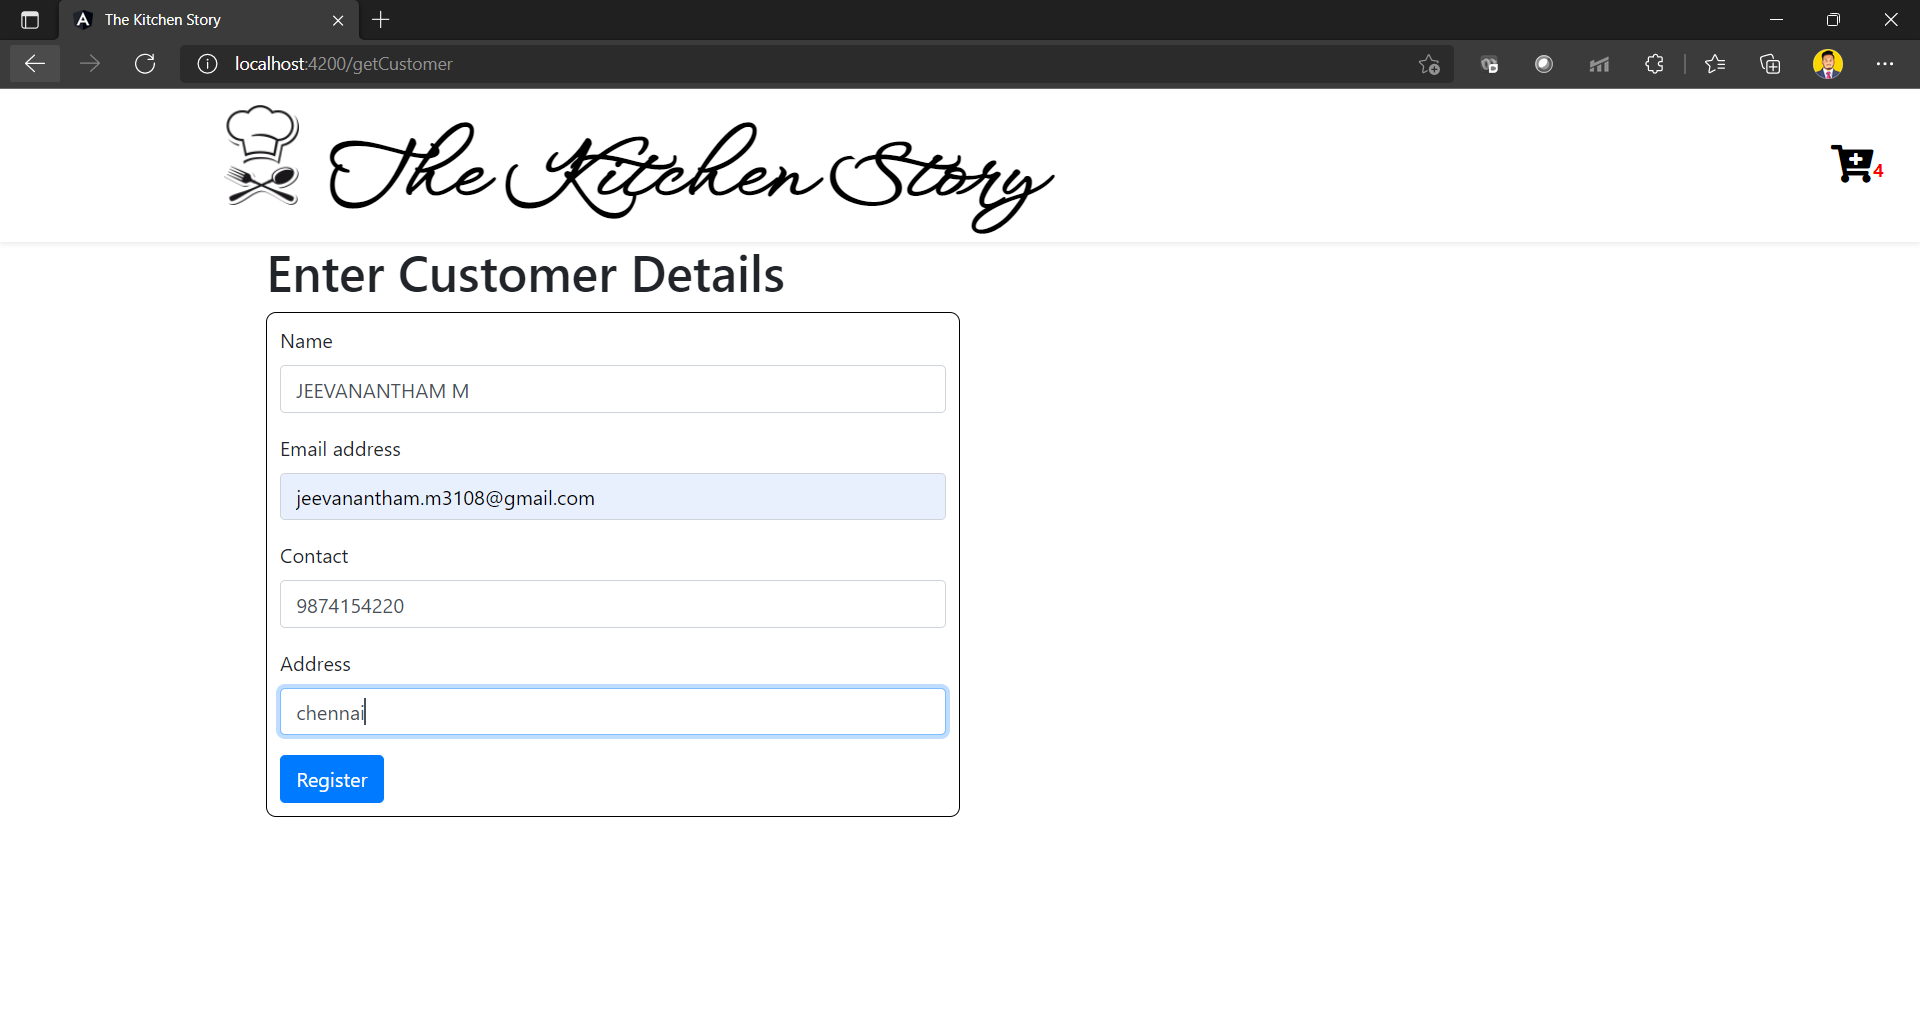 The Kitchen Story
localhost:4200/getCustomer
The Kitchen Story
4
Enter Customer Details
Name
JEEVANANTHAM M
Email address
jeevanantham.m3108@gmail.com
Contact
9874154220
Address
chennai
Register